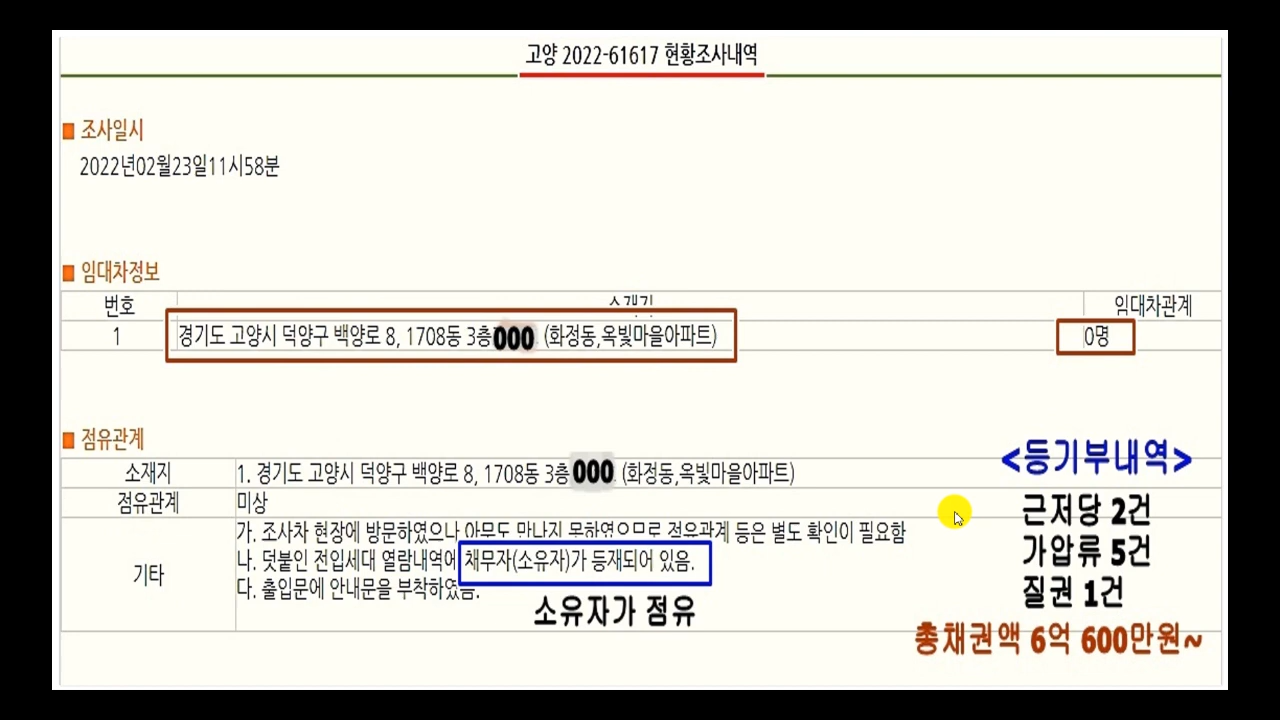 고양 2022-61617 현황조사내역
조사일시
2022년02월23일11시58분
임대차정보
번호 소재지 임대차관계
1 경기도 고양시 덕양구 백양로 8, 1708동 3층000 (화정동,옥빛마을아파트) 0명
점유관계
소재지 1. 경기도 고양시 덕양구 백양로 8, 1708동 3층 000 (화정동,옥빛마을아파트)
점유관계 미상
기타
가. 조사차 현장에 방문하였으나 아무도 만나지 못하였으므로 점유관계 등은 별도 확인이 필요함
나. 덧붙인 전입세대 열람내역에 채무자(소유자)가 등재되어 있음.
다. 출입문에 안내문을 부착하였음.
소유자가 점유
<등기부내역>
근저당 2건
가압류 5건
질권 1건
총채권액 6억 600만원~